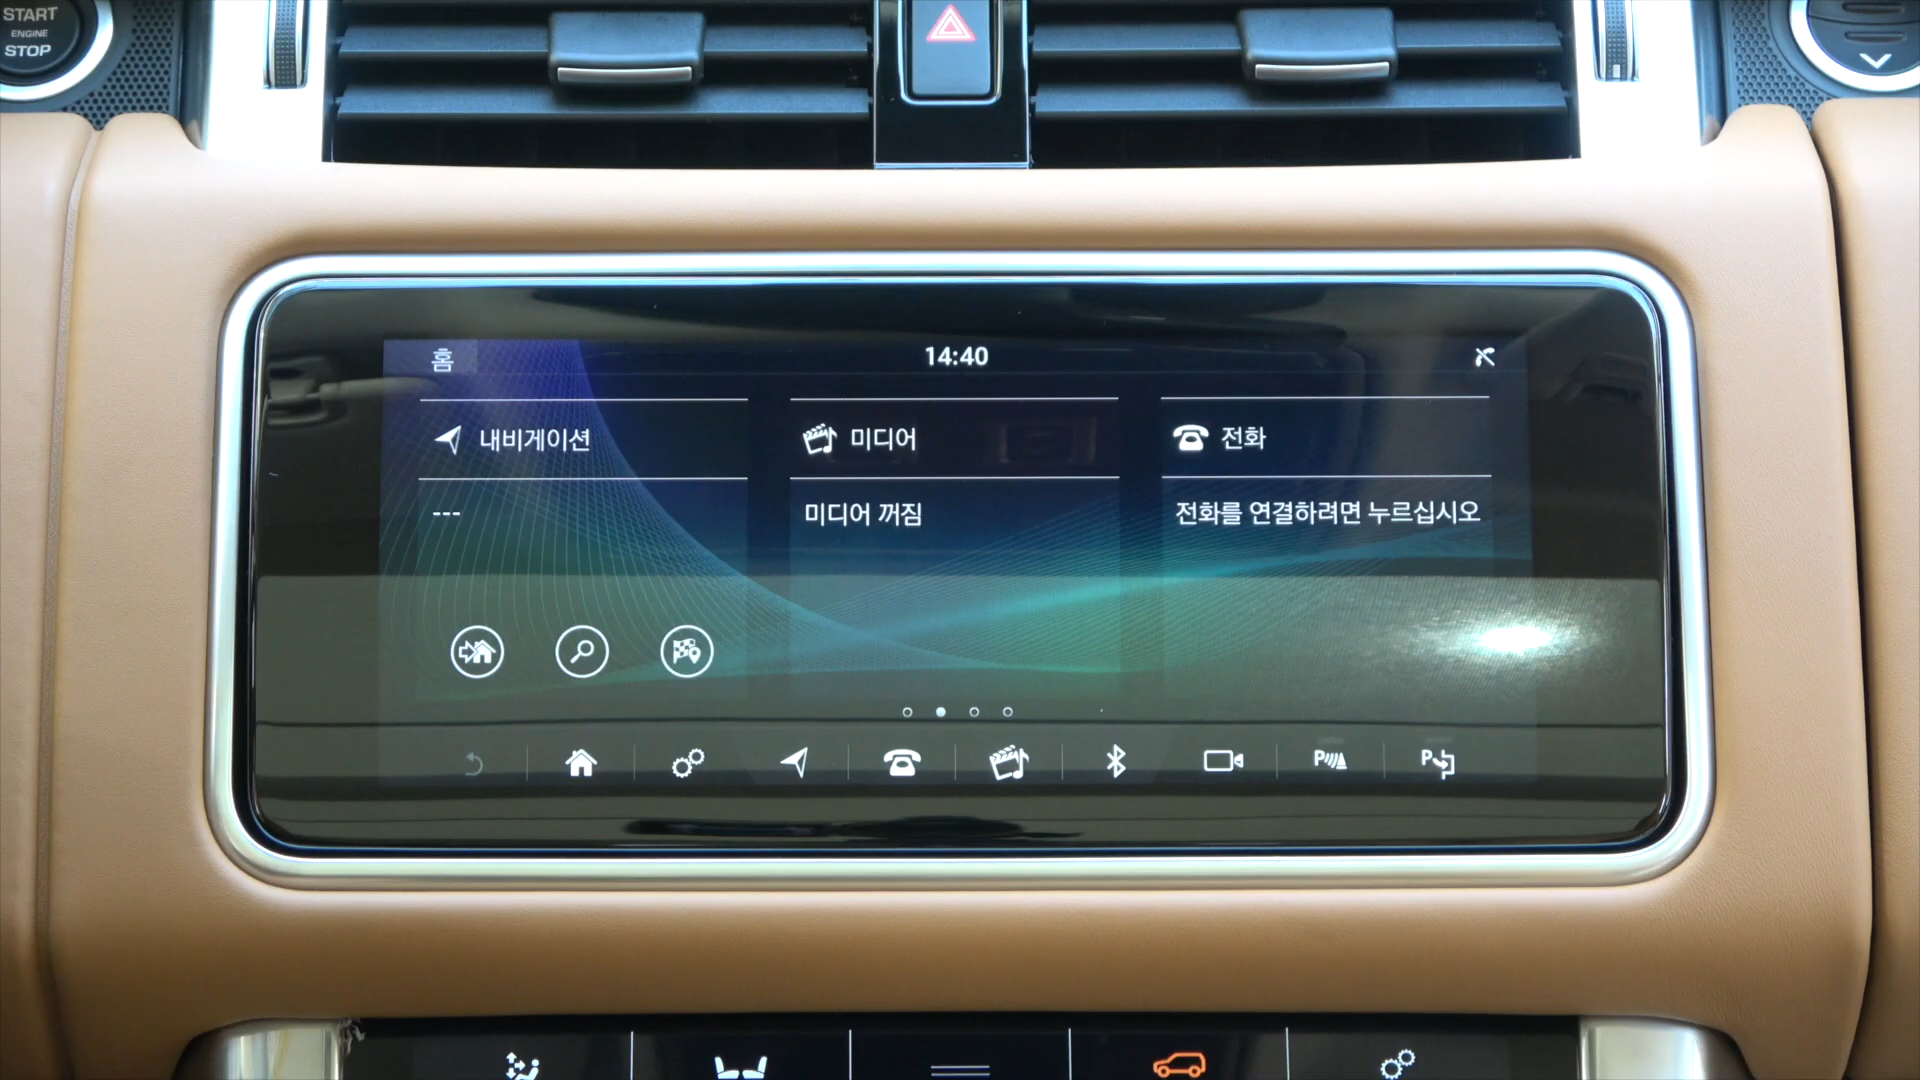 START
ENGINE
STOP
홈
14:40
내비게이션
미디어
전화
---
미디어 꺼짐
전화를 연결하려면 누르십시오
P
P